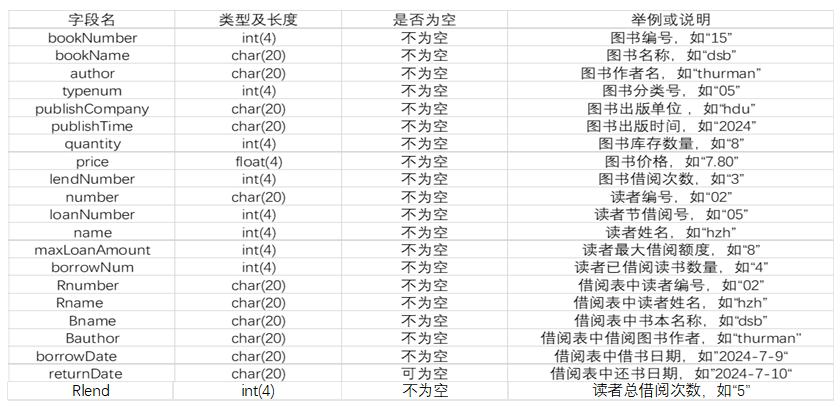 字段名 类型及长度 是否为空 举例或说明
bookNumber int(4) 不为空 图书编号，如“15”
bookName char(20) 不为空 图书名称，如“dsb”
author char(20) 不为空 图书作者名，如“thurman”
typenum int(4) 不为空 图书分类号，如“05”
publishCompany char(20) 不为空 图书出版单位 ，如“hdu”
publishTime char(20) 不为空 图书出版时间，如“2024”
quantity int(4) 不为空 图书库存数量，如“8”
price float(4) 不为空 图书价格，如“7.80”
lendNumber int(4) 不为空 图书借阅次数，如“3”
number char(20) 不为空 读者编号，如“02”
loanNumber int(4) 不为空 读者节借阅号，如“05”
name int(4) 不为空 读者姓名，如“hzh”
maxLoanAmount int(4) 不为空 读者最大借阅额度，如“8”
borrowNum int(4) 不为空 读者已借阅读书数量，如“4”
Rnumber char(20) 不为空 借阅表中读者编号，如“02”
Rname char(20) 不为空 借阅表中读者姓名，如“hzh”
Bname char(20) 不为空 借阅表中书本名称，如“dsb”
Bauthor char(20) 不为空 借阅表中借阅图书作者，如“thurman”
borrowDate char(20) 不为空 借阅表中借书日期，如”2024-7-9“
returnDate char(20) 可为空 借阅表中还书日期，如”2024-7-10“
Rlend int(4) 不为空 读者总借阅次数，如“5”